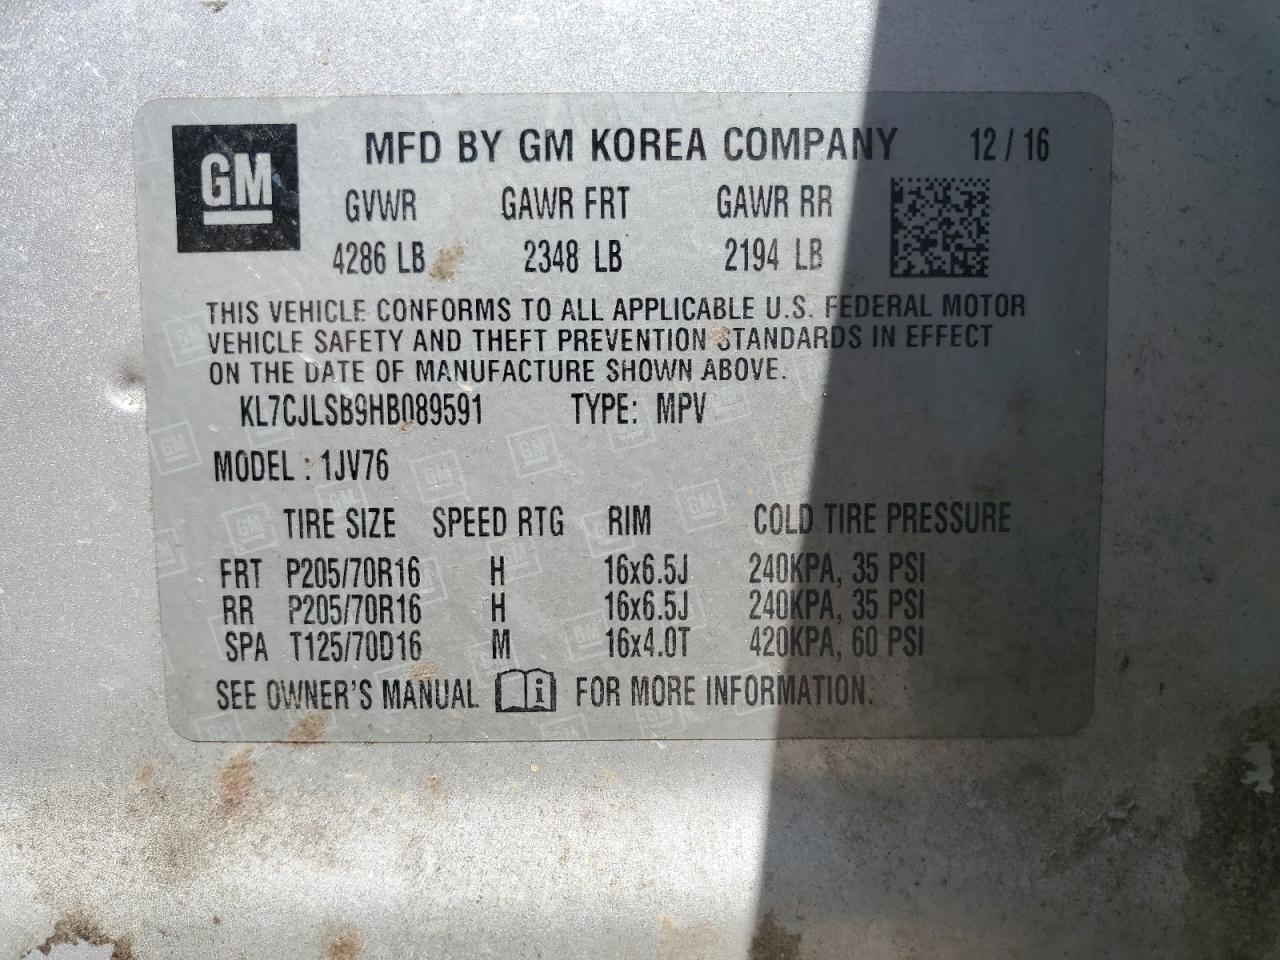 GM
MFD BY GM KOREA COMPANY 12 / 16
GVWR GAWR FRT GAWR RR
4286 LB 2348 LB 2194 LB
THIS VEHICLE CONFORMS TO ALL APPLICABLE U.S. FEDERAL MOTOR
VEHICLE SAFETY AND THEFT PREVENTION STANDARDS IN EFFECT
ON THE DATE OF MANUFACTURE SHOWN ABOVE.
KL7CJLSB9HB089591 TYPE: MPV
MODEL : 1JV76
TIRE SIZE SPEED RTG RIM COLD TIRE PRESSURE
FRT P205/70R16 H 16x6.5J 240KPA, 35 PSI
RR P205/70R16 H 16x6.5J 240KPA, 35 PSI
SPA T125/70D16 M 16x4.0T 420KPA, 60 PSI
SEE OWNER'S MANUAL i FOR MORE INFORMATION.